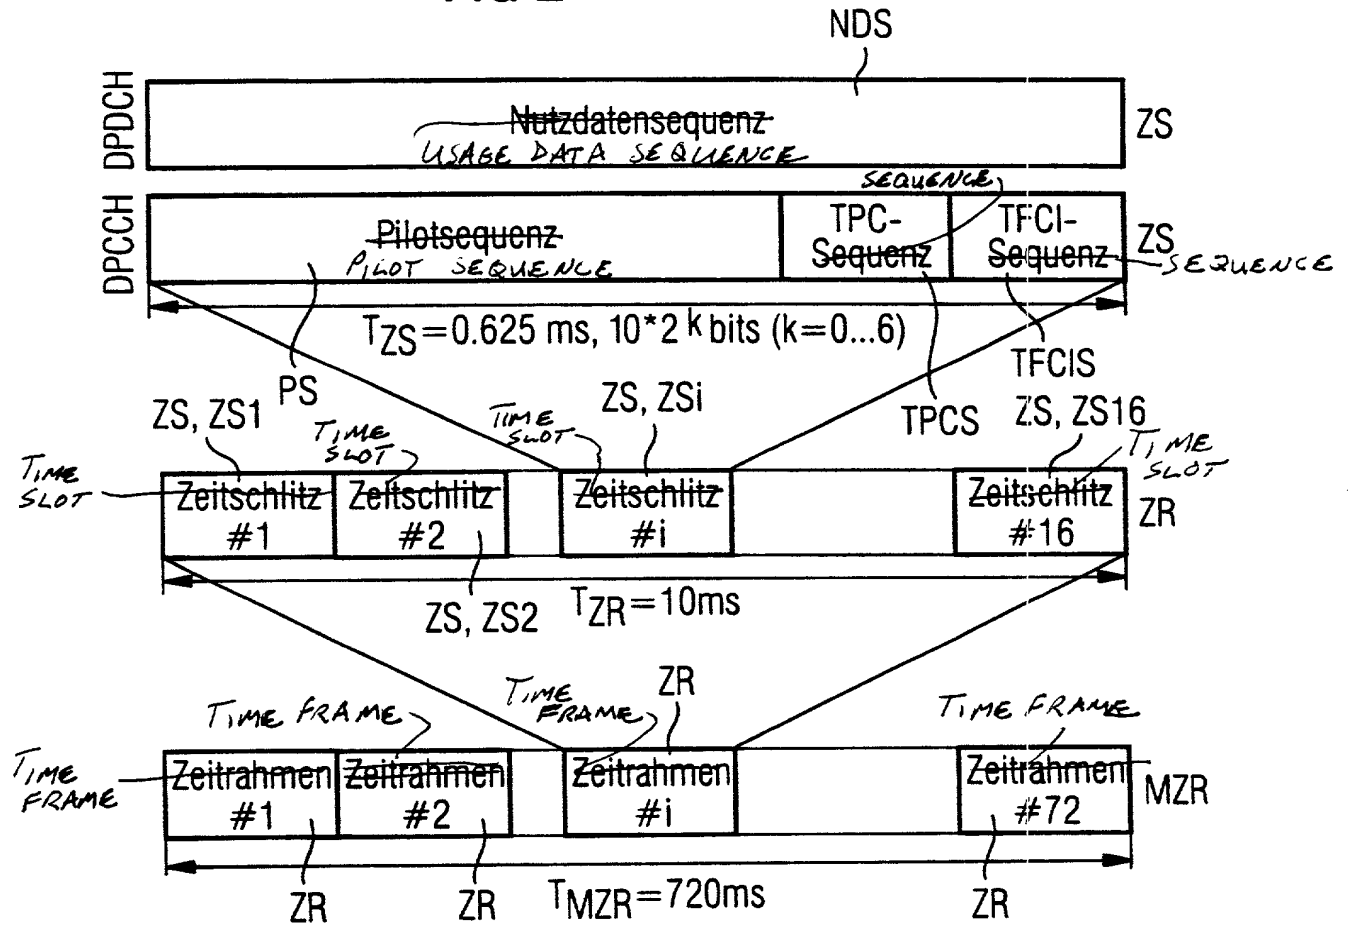 NDS
DPDCH
Nutzdatensequenz
USAGE DATA SEQUENCE
ZS
SEQUENCE
DPCCH
Pilotsequenz
PILOT SEQUENCE
TPC-
Sequenz
TFCI-
Sequenz
ZS
SEQUENCE
TZS=0.625 ms, 10*2 k bits (k=0...6)
PS
TPCS
TFCIS
ZS, ZS1
TIME
SLOT
TIME
SLOT
ZS, ZSi
ZS, ZS16
TIME
SLOT
TIME
SLOT
Zeitschlitz
#1
Zeitschlitz
#2
Zeitschlitz
#i
Zeitschlitz
#16
ZR
ZS, ZS2
TZR=10ms
TIME FRAME
TIME
FRAME
ZR
TIME FRAME
TIME
FRAME
Zeitrahmen
#1
Zeitrahmen
#2
Zeitrahmen
#i
Zeitrahmen
#72
MZR
ZR
ZR
TMZR=720ms
ZR